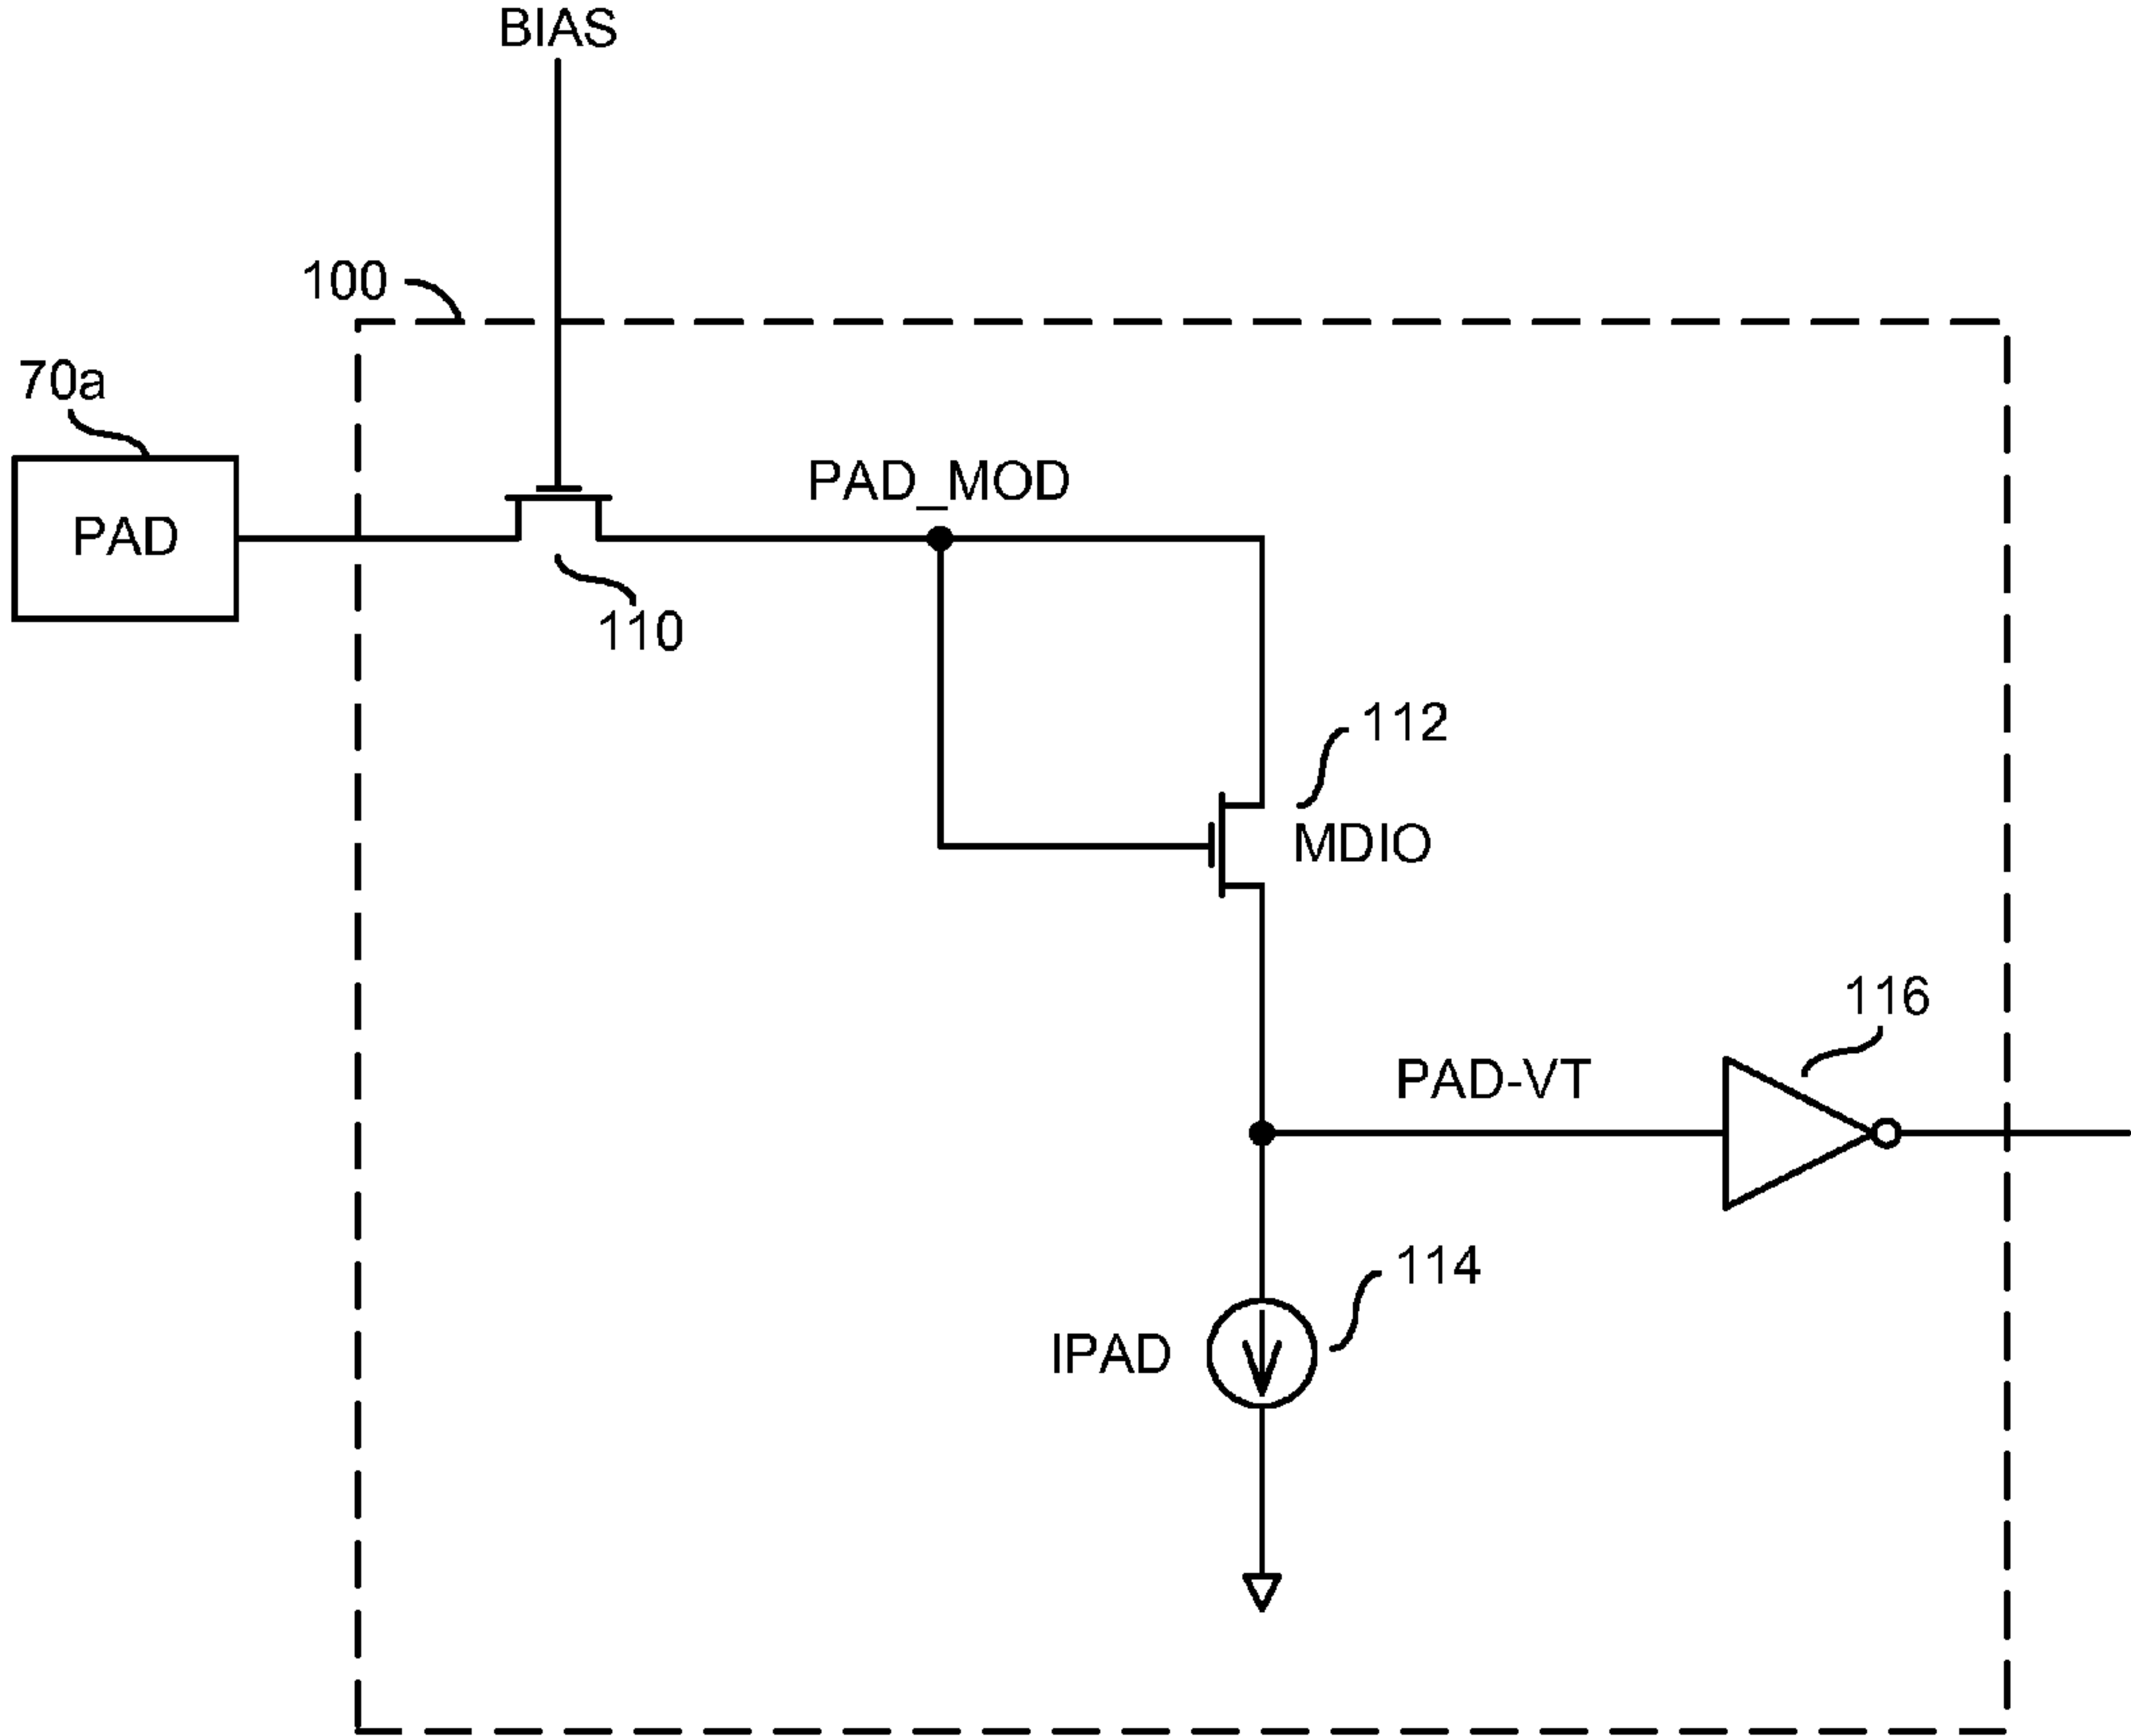 BIAS
100
70a
PAD
PAD_MOD
110
112
MDIO
116
PAD-VT
114
IPAD